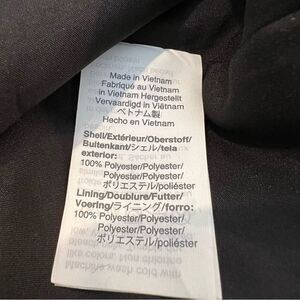 Made in Vietnam
Fabriqué au Vietnam
in Vietnam Hergestellt
Vervaardigd in Viëtnam
ベトナム製
Hecho en Vietnam
Shell/Extérieur/Oberstoff/
Buitenkant/シェル/tela
exterior:
100% Polyester/Polyester/
Polyester/Polyester/
ポリエステル/poliéster
Lining/Doublure/Futter/
Voering/ライニング/forro:
100% Polyester/Polyester/
Polyester/Polyester/
ポリエステル/poliéster